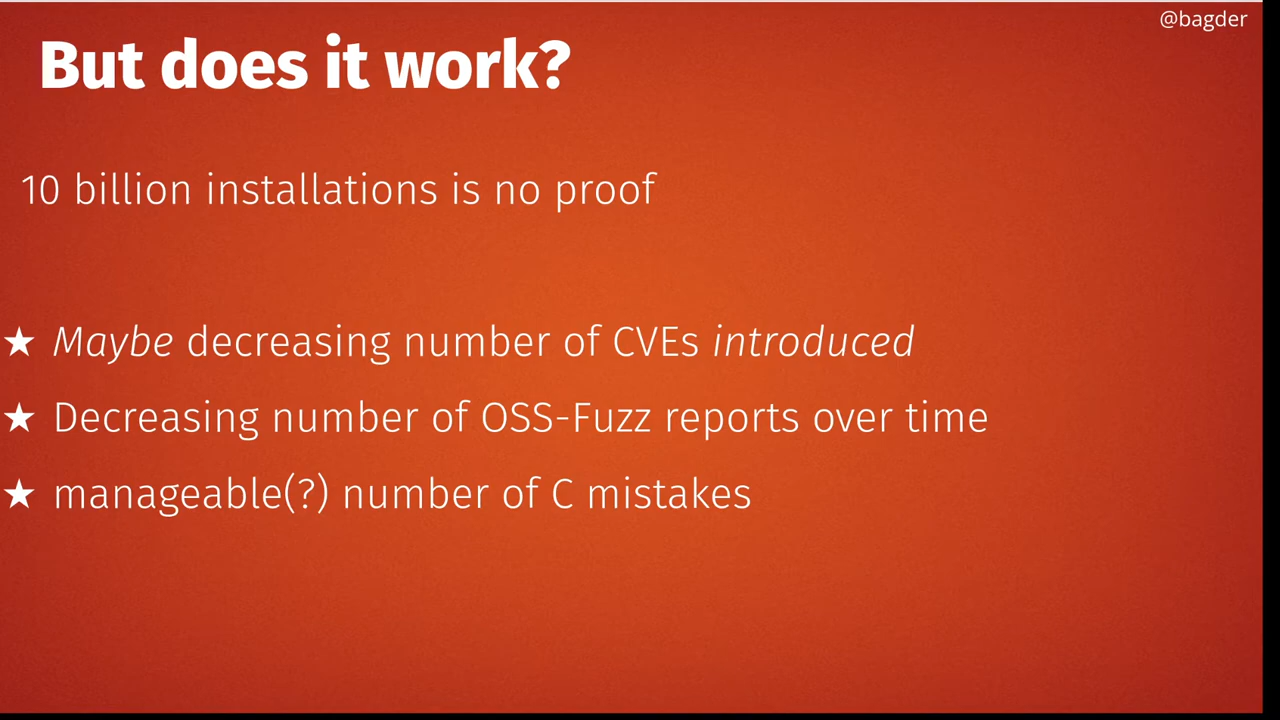 @bagder
But does it work?
10 billion installations is no proof
★ Maybe decreasing number of CVEs introduced
★ Decreasing number of OSS-Fuzz reports over time
★ manageable(?) number of C mistakes